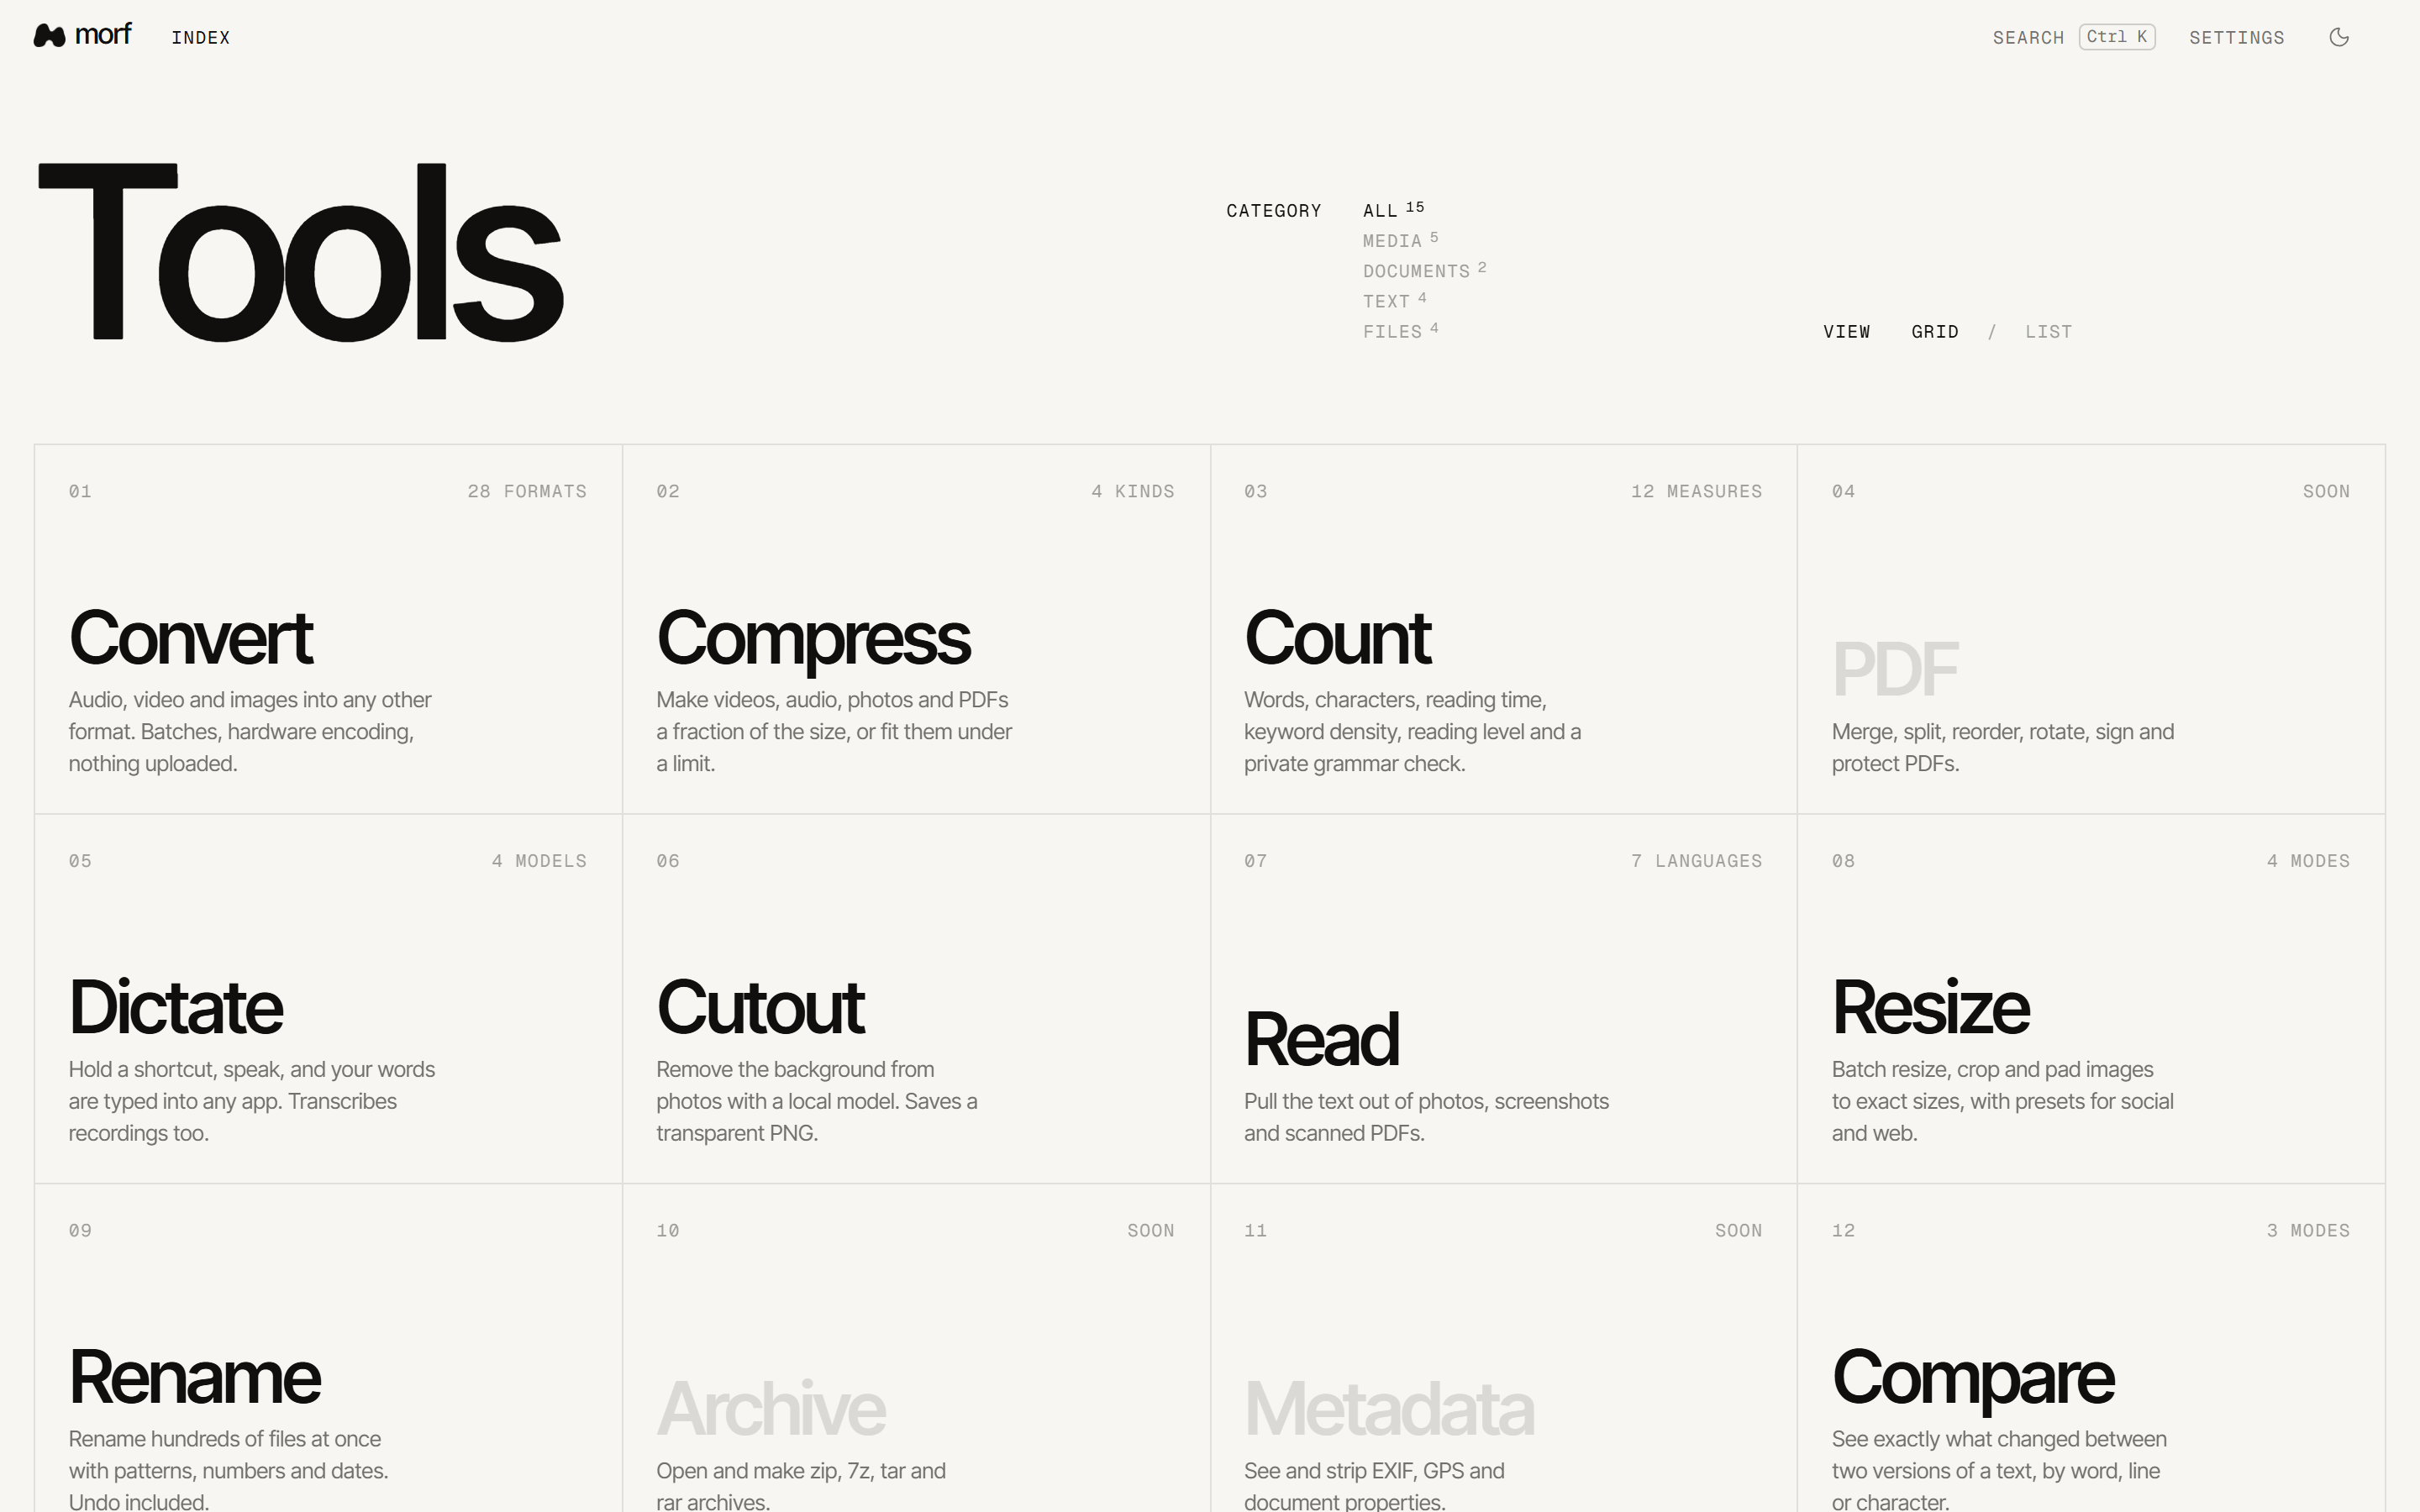 morf INDEX SEARCH Ctrl K SETTINGS
Tools
CATEGORY ALL 15
MEDIA 5
DOCUMENTS 2
TEXT 4
FILES 4
VIEW GRID / LIST
01 28 FORMATS
Convert
Audio, video and images into any other
format. Batches, hardware encoding,
nothing uploaded.
02 4 KINDS
Compress
Make videos, audio, photos and PDFs
a fraction of the size, or fit them under
a limit.
03 12 MEASURES
Count
Words, characters, reading time,
keyword density, reading level and a
private grammar check.
04 SOON
PDF
Merge, split, reorder, rotate, sign and
protect PDFs.
05 4 MODELS
Dictate
Hold a shortcut, speak, and your words
are typed into any app. Transcribes
recordings too.
06
Cutout
Remove the background from
photos with a local model. Saves a
transparent PNG.
07 7 LANGUAGES
Read
Pull the text out of photos, screenshots
and scanned PDFs.
08 4 MODES
Resize
Batch resize, crop and pad images
to exact sizes, with presets for social
and web.
09
Rename
Rename hundreds of files at once
with patterns, numbers and dates.
Undo included.
10 SOON
Archive
Open and make zip, 7z, tar and
rar archives.
11 SOON
Metadata
See and strip EXIF, GPS and
document properties.
12 3 MODES
Compare
See exactly what changed between
two versions of a text, by word, line
or character.